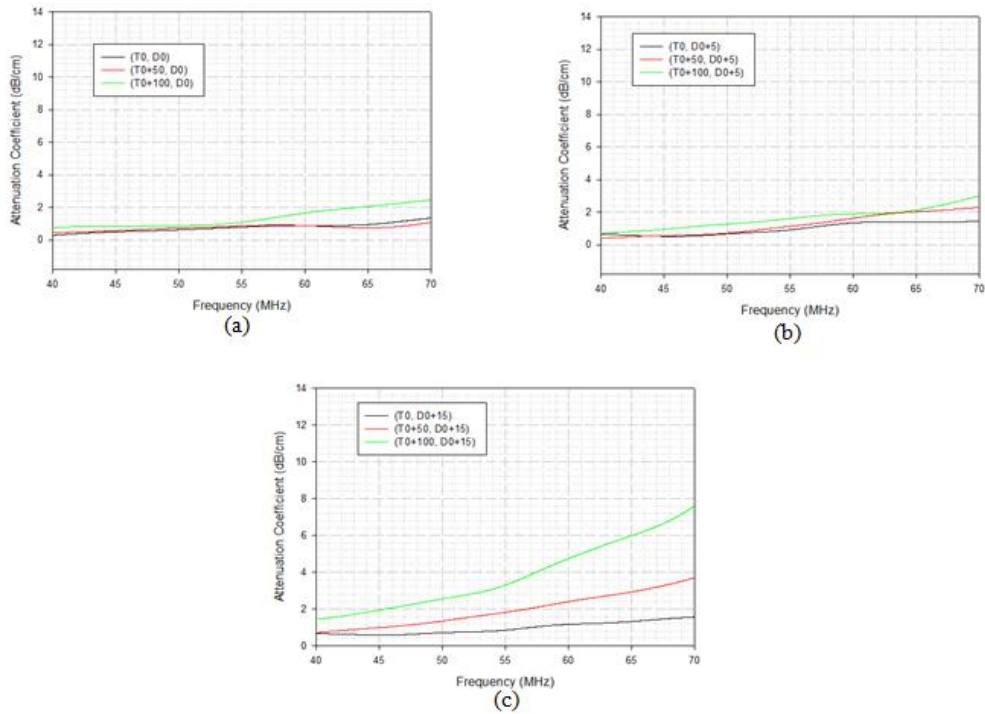 14
12
10
8
6
4
2
0
Attenuation Coefficient (dB/cm)
(T0, D0)
(T0+50, D0)
(T0+100, D0)
40 45 50 55 60 65 70
Frequency (MHz)
(a)
14
12
10
8
6
4
2
0
Attenuation Coefficient (dB/cm)
(T0, D0+5)
(T0+50, D0+5)
(T0+100, D0+5)
40 45 50 55 60 65 70
Frequency (MHz)
(b)
14
12
10
8
6
4
2
0
Attenuation Coefficient (dB/cm)
(T0, D0+15)
(T0+50, D0+15)
(T0+100, D0+15)
40 45 50 55 60 65 70
Frequency (MHz)
(c)